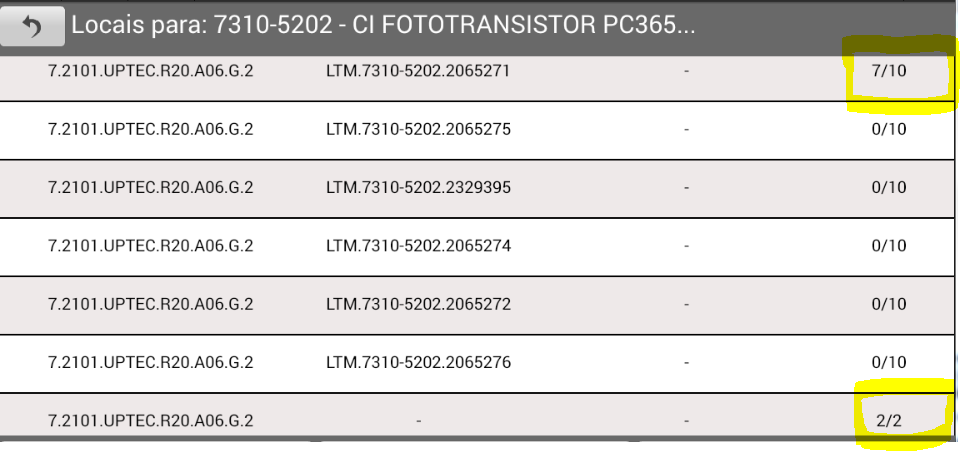 Locais para: 7310-5202 - CI FOTOTRANSISTOR PC365...
7.2101.UPTEC.R20.A06.G.2 LTM.7310-5202.2065271 - 7/10
7.2101.UPTEC.R20.A06.G.2 LTM.7310-5202.2065275 - 0/10
7.2101.UPTEC.R20.A06.G.2 LTM.7310-5202.2329395 - 0/10
7.2101.UPTEC.R20.A06.G.2 LTM.7310-5202.2065274 - 0/10
7.2101.UPTEC.R20.A06.G.2 LTM.7310-5202.2065272 - 0/10
7.2101.UPTEC.R20.A06.G.2 LTM.7310-5202.2065276 - 0/10
7.2101.UPTEC.R20.A06.G.2 - - 2/2